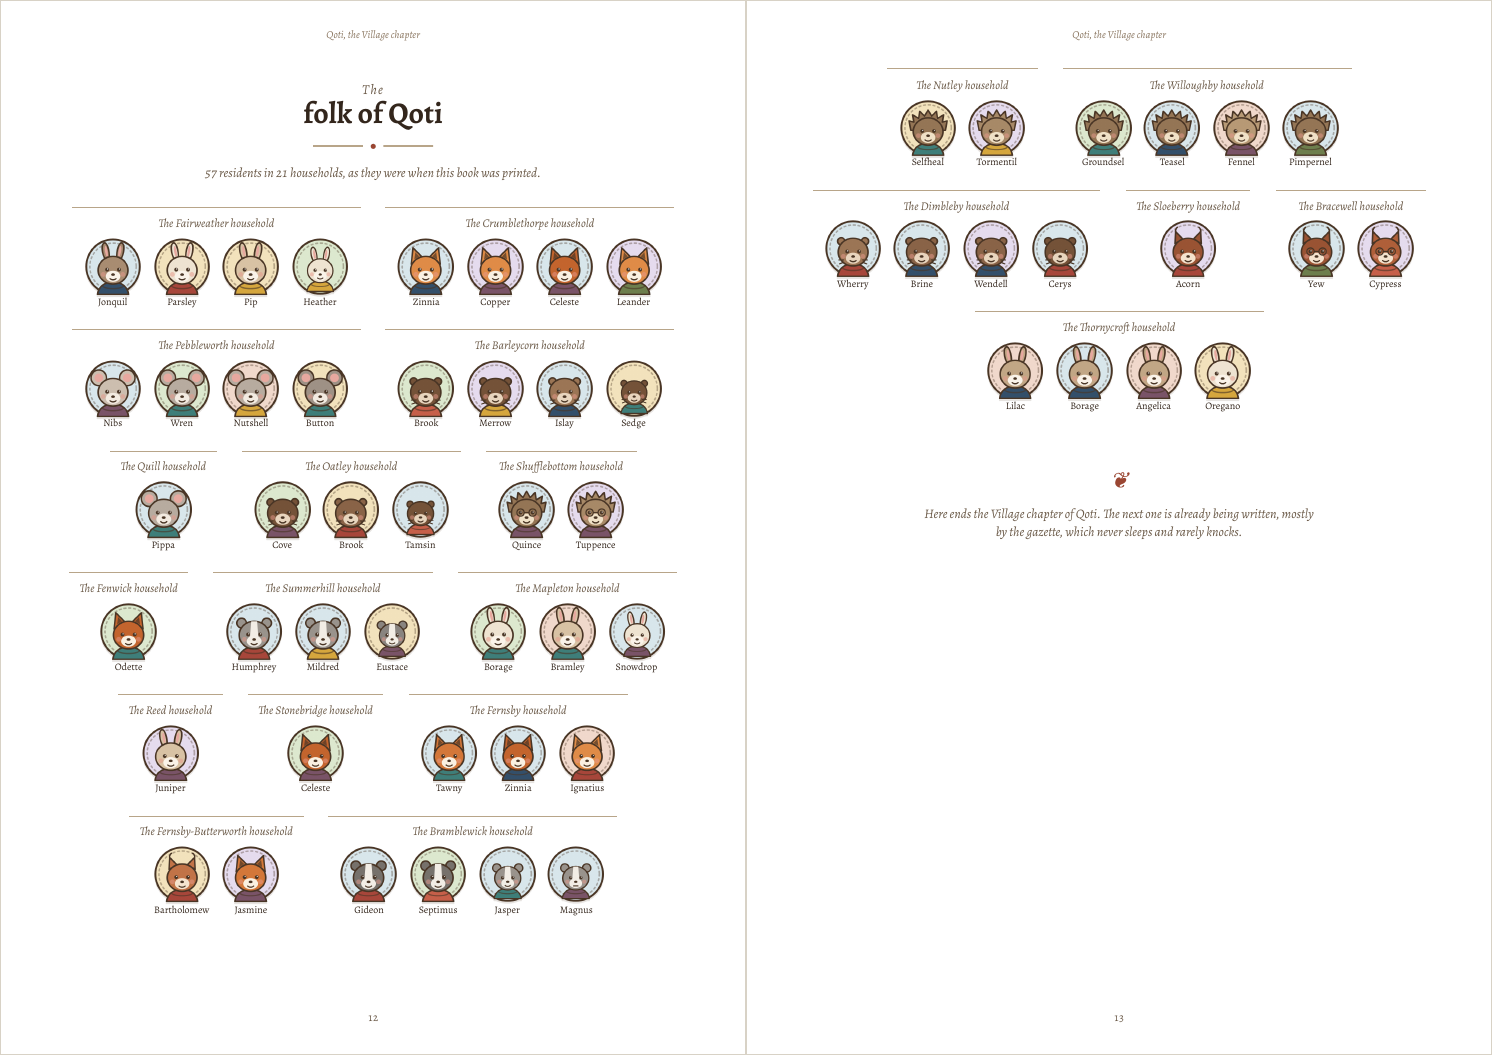 Qoti, the Village chapter
The
folk of Qoti
57 residents in 21 households, as they were when this book was printed.
The Fairweather household
Jonquil Parsley Pip Heather
The Crumblethorpe household
Zinnia Copper Celeste Leander
The Pebbleworth household
Nibs Wren Nutshell Button
The Barleycorn household
Brook Merrow Islay Sedge
The Quill household
Pippa
The Oatley household
Cove Brook Tamsin
The Shufflebottom household
Quince Tuppence
The Fenwick household
Odette
The Summerhill household
Humphrey Mildred Eustace
The Mapleton household
Borage Bramley Snowdrop
The Reed household
Juniper
The Stonebridge household
Celeste
The Fernsby household
Tawny Zinnia Ignatius
The Fernsby-Butterworth household
Bartholomew Jasmine
The Bramblewick household
Gideon Septimus Jasper Magnus
12
Qoti, the Village chapter
The Nutley household
Selfheal Tormentil
The Willoughby household
Groundsel Teasel Fennel Pimpernel
The Dimbleby household
Wherry Brine Wendell Cerys
The Sloeberry household
Acorn
The Bracewell household
Yew Cypress
The Thornycroft household
Lilac Borage Angelica Oregano
Here ends the Village chapter of Qoti. The next one is already being written, mostly
by the gazette, which never sleeps and rarely knocks.
13